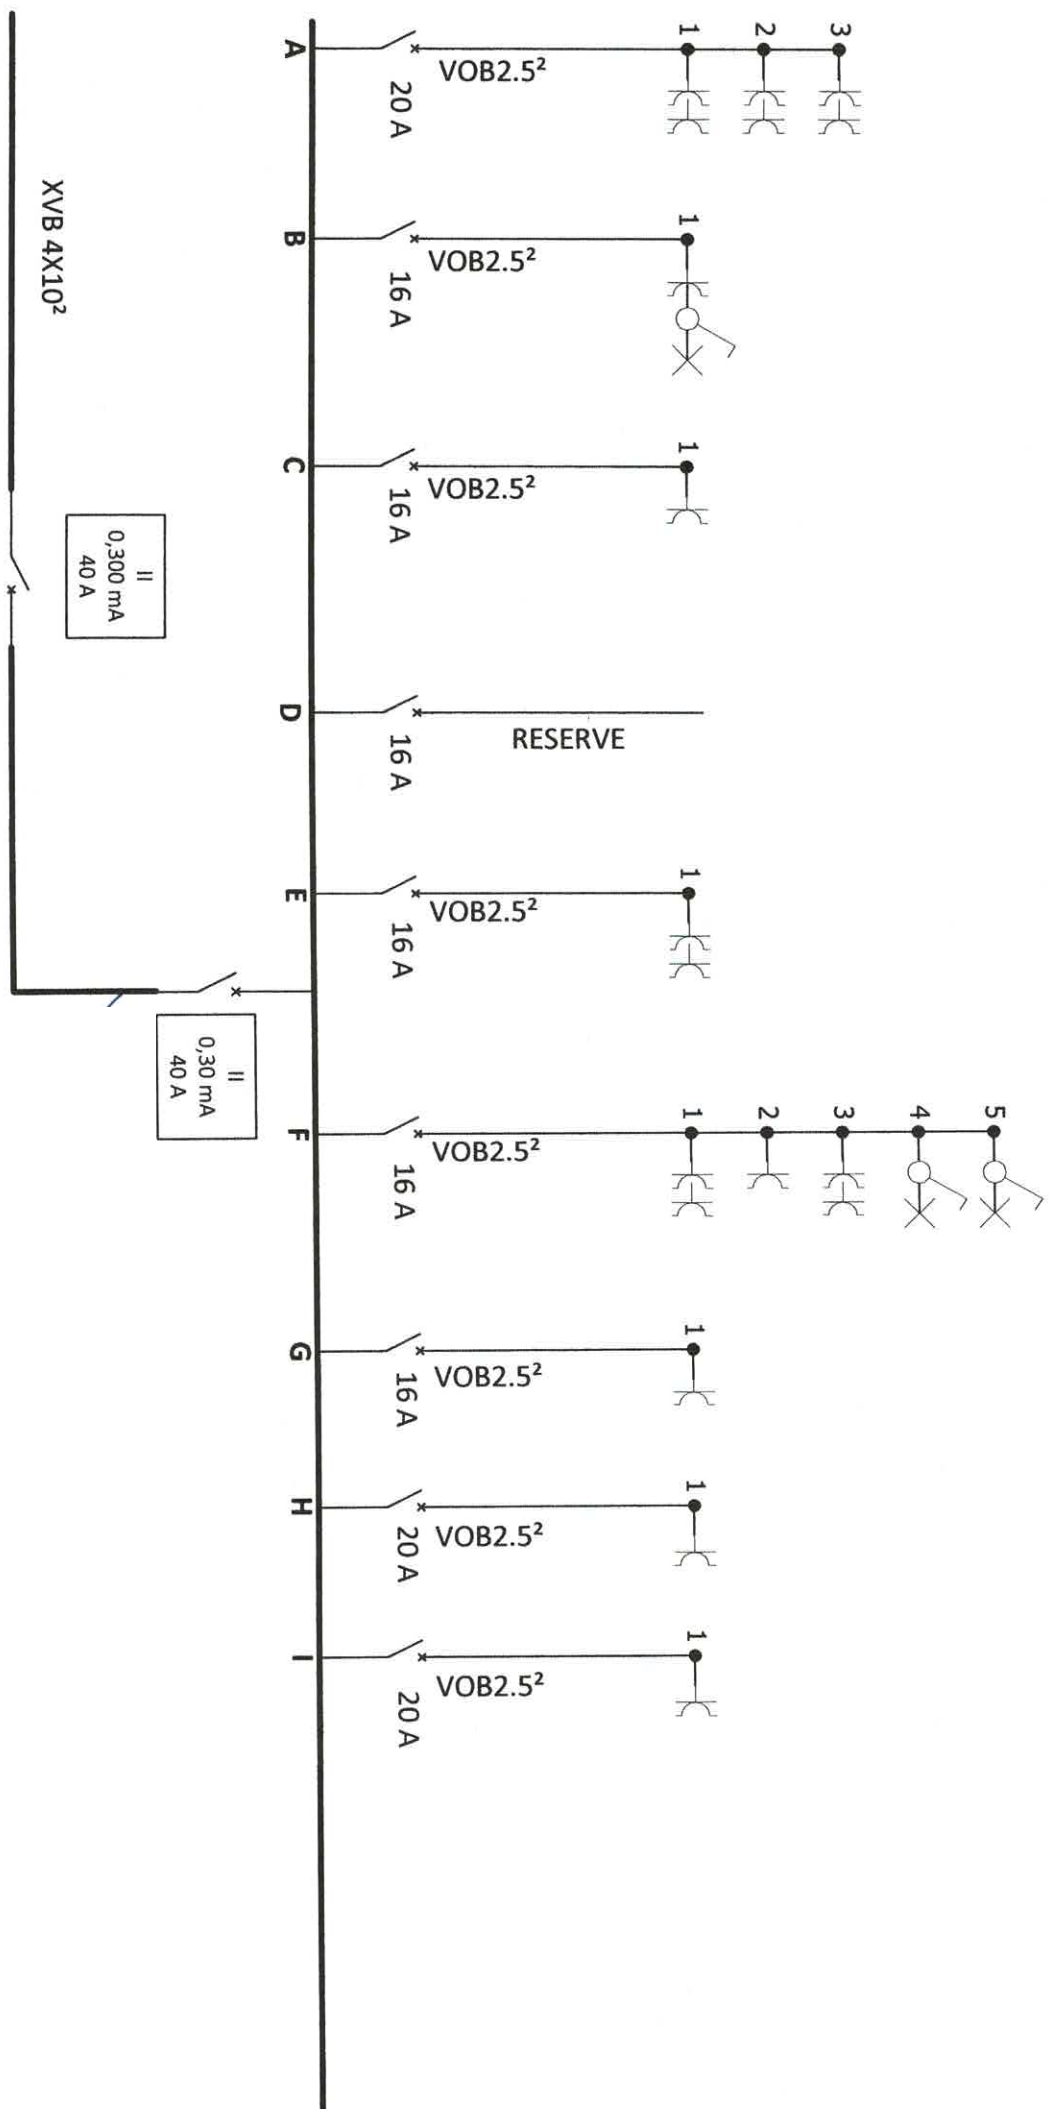 3
2
1
A
VOB2.5²
20 A
1
B
VOB2.5²
16 A
XVB 4X10²
1
C
VOB2.5²
16 A
II
0,300 mA
40 A
D
RESERVE
16 A
1
E
VOB2.5²
16 A
II
0,30 mA
40 A
5
4
3
2
1
F
VOB2.5²
16 A
1
G
VOB2.5²
16 A
1
H
VOB2.5²
20 A
1
I
VOB2.5²
20 A